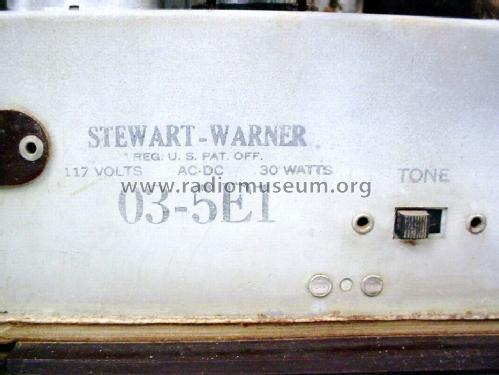 STEWART-WARNER
REG. U. S. PAT. OFF.
117 VOLTS AC-DC 30 WATTS
TONE
www.radiomuseum.org
03-5E1